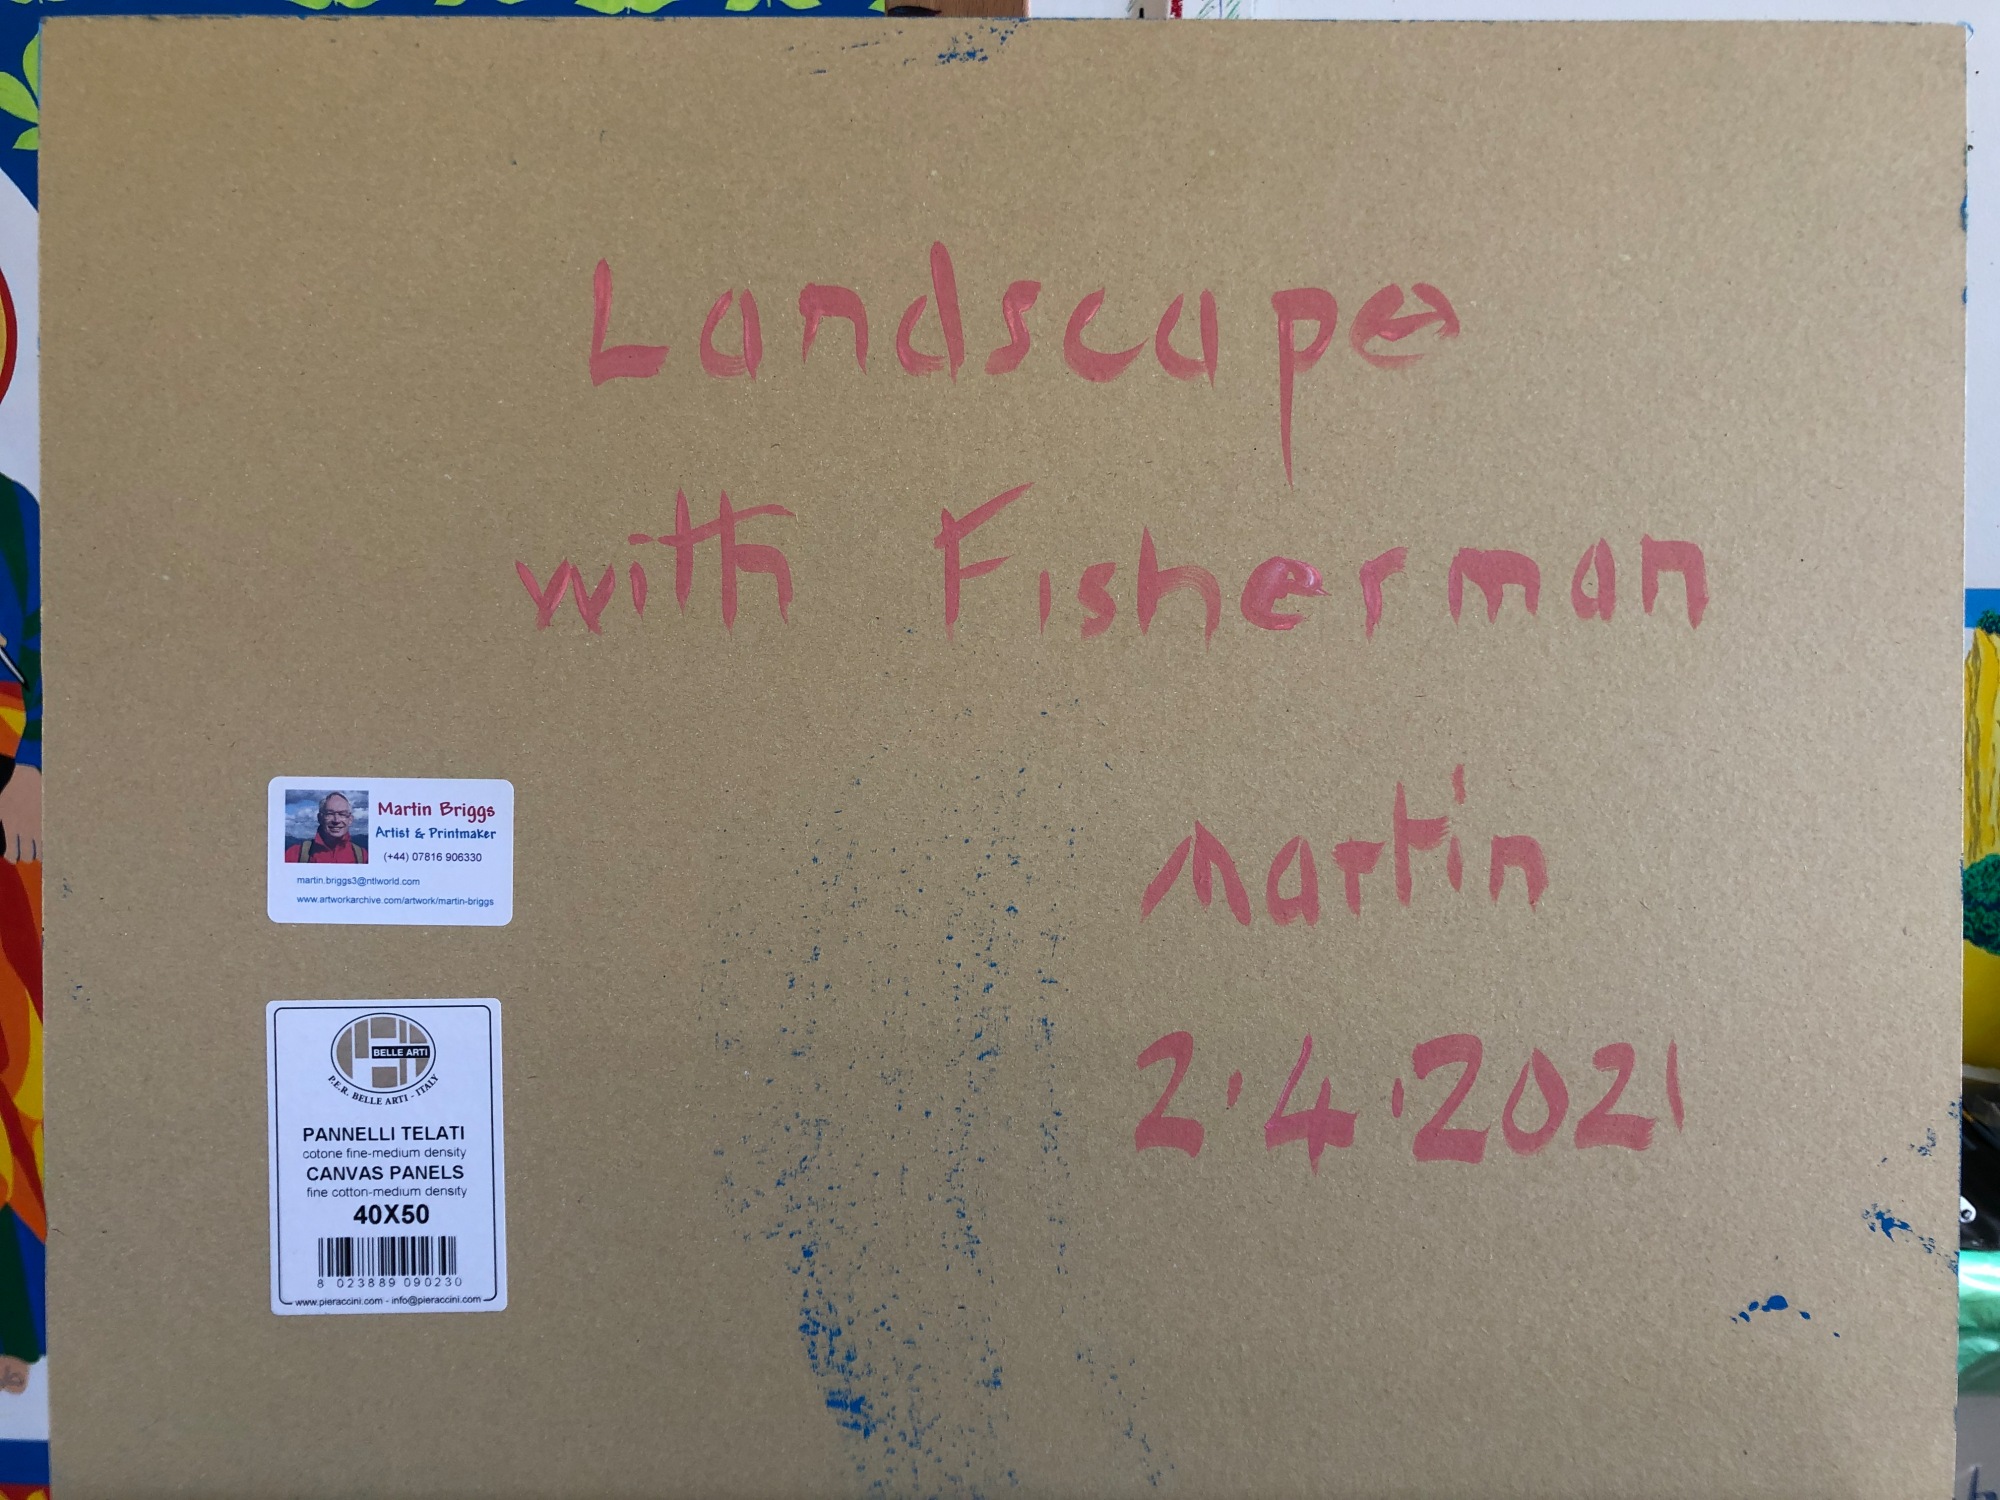 Landscape
with Fisherman
Martin
2.4.2021
Martin Briggs
Artist & Printmaker
(+44) 07816 906330
martin.briggs3@ntlworld.com
www.artworkarchive.com/artwork/martin-briggs
BELLE ARTI
P.E.R. BELLE ARTI - ITALY
PANNELLI TELATI
cotone fine-medium density
CANVAS PANELS
fine cotton-medium density
40X50
8 023889 090230
www.pieraccini.com - info@pieraccini.com